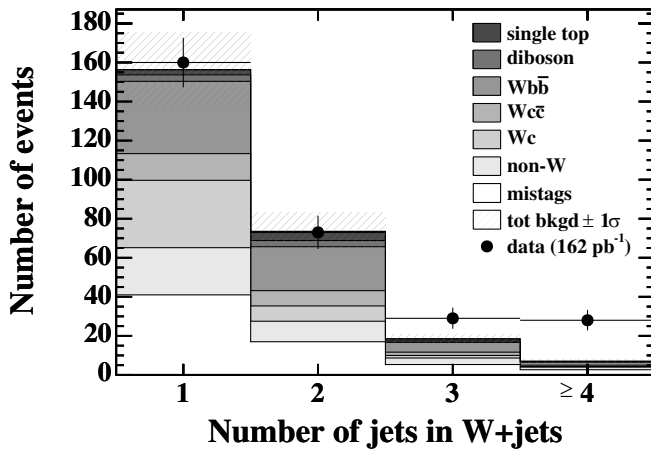 180
160
140
120
100
80
60
40
20
0
Number of events
single top
diboson
Wbb̅
Wcc̅
Wc
non-W
mistags
tot bkgd ± 1σ
data (162 pb⁻¹)
1 2 3 ≥ 4
Number of jets in W+jets